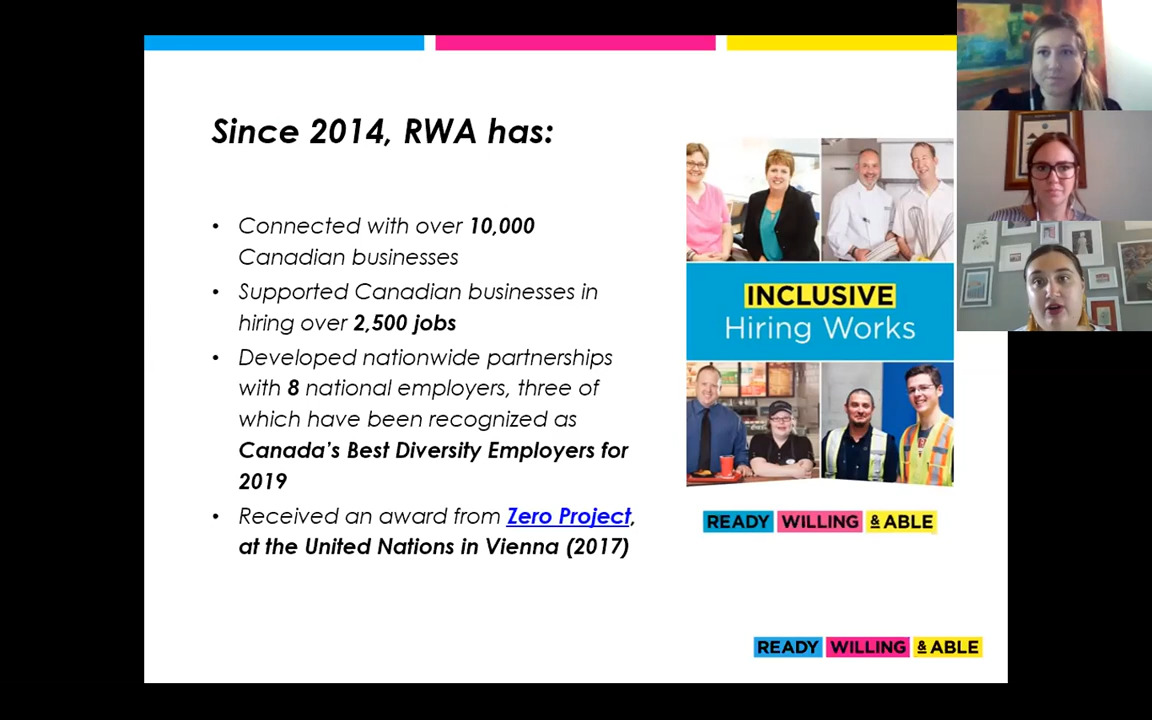 Since 2014, RWA has:
• Connected with over 10,000
Canadian businesses
• Supported Canadian businesses in
hiring over 2,500 jobs
• Developed nationwide partnerships
with 8 national employers, three of
which have been recognized as
Canada's Best Diversity Employers for
2019
• Received an award from Zero Project,
at the United Nations in Vienna (2017)
INCLUSIVE
Hiring Works
READY WILLING & ABLE
READY WILLING & ABLE